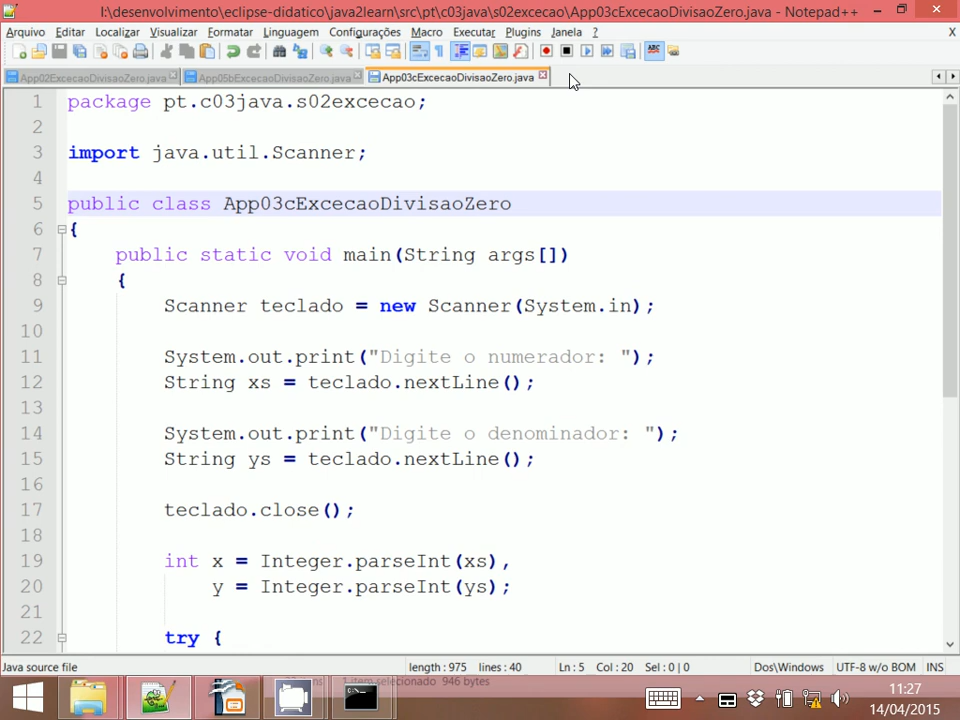 I:\desenvolvimento\eclipse-didatico\java2learn\src\pt\c03java\s02excecao\App03cExcecaoDivisaoZero.java - Notepad++
Arquivo Editar Localizar Visualizar Formatar Linguagem Configurações Macro Executar Plugins Janela ? X
App02ExcecaoDivisaoZero.java App05bExcecaoDivisaoZero.java App03cExcecaoDivisaoZero.java
1 package pt.c03java.s02excecao;
2
3 import java.util.Scanner;
4
5 public class App03cExcecaoDivisaoZero
6 {
7 public static void main(String args[])
8 {
9 Scanner teclado = new Scanner(System.in);
10
11 System.out.print("Digite o numerador: ");
12 String xs = teclado.nextLine();
13
14 System.out.print("Digite o denominador: ");
15 String ys = teclado.nextLine();
16
17 teclado.close();
18
19 int x = Integer.parseInt(xs),
20 y = Integer.parseInt(ys);
21
22 try {
Java source file length : 975 lines : 40 Ln : 5 Col : 20 Sel : 0 | 0 Dos\Windows UTF-8 w/o BOM INS
1 item selecionado 946 bytes
11:27
14/04/2015